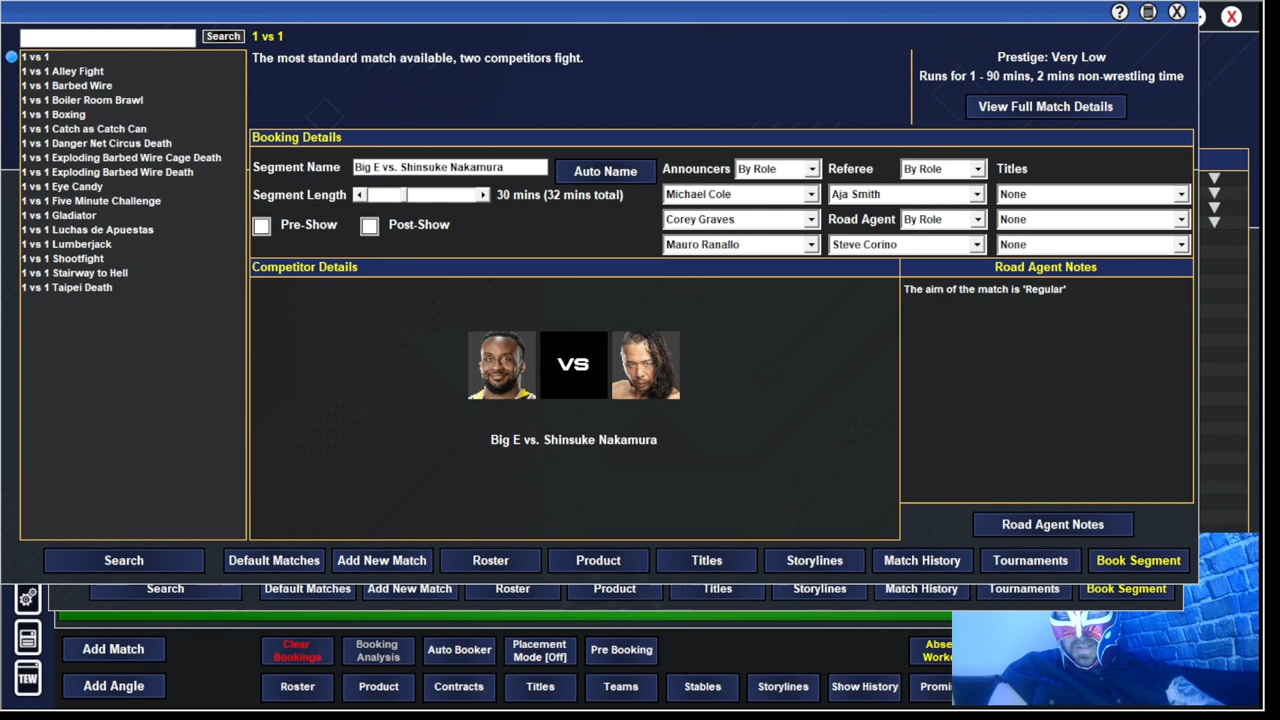 ? X
X
Search
1 vs 1
1 vs 1
1 vs 1 Alley Fight
1 vs 1 Barbed Wire
1 vs 1 Boiler Room Brawl
1 vs 1 Boxing
1 vs 1 Catch as Catch Can
1 vs 1 Danger Net Circus Death
1 vs 1 Exploding Barbed Wire Cage Death
1 vs 1 Exploding Barbed Wire Death
1 vs 1 Eye Candy
1 vs 1 Five Minute Challenge
1 vs 1 Gladiator
1 vs 1 Luchas de Apuestas
1 vs 1 Lumberjack
1 vs 1 Shootfight
1 vs 1 Stairway to Hell
1 vs 1 Taipei Death
The most standard match available, two competitors fight.
Prestige: Very Low
Runs for 1 - 90 mins, 2 mins non-wrestling time
View Full Match Details
Booking Details
Segment Name Big E vs. Shinsuke Nakamura Auto Name Announcers By Role Referee By Role Titles
Segment Length 30 mins (32 mins total) Michael Cole Aja Smith None
Pre-Show Post-Show Corey Graves Road Agent By Role None
Mauro Ranallo Steve Corino None
Competitor Details
Road Agent Notes
The aim of the match is 'Regular'
VS
Big E vs. Shinsuke Nakamura
Road Agent Notes
Search Default Matches Add New Match Roster Product Titles Storylines Match History Tournaments Book Segment
Search Default Matches Add New Match Roster Product Titles Storylines Match History Tournaments Book Segment
Add Match
Clear Bookings
Booking Analysis
Auto Booker
Placement Mode [Off]
Pre Booking
Abse
Work
TEW
Add Angle Roster Product Contracts Titles Teams Stables Storylines Show History Promi